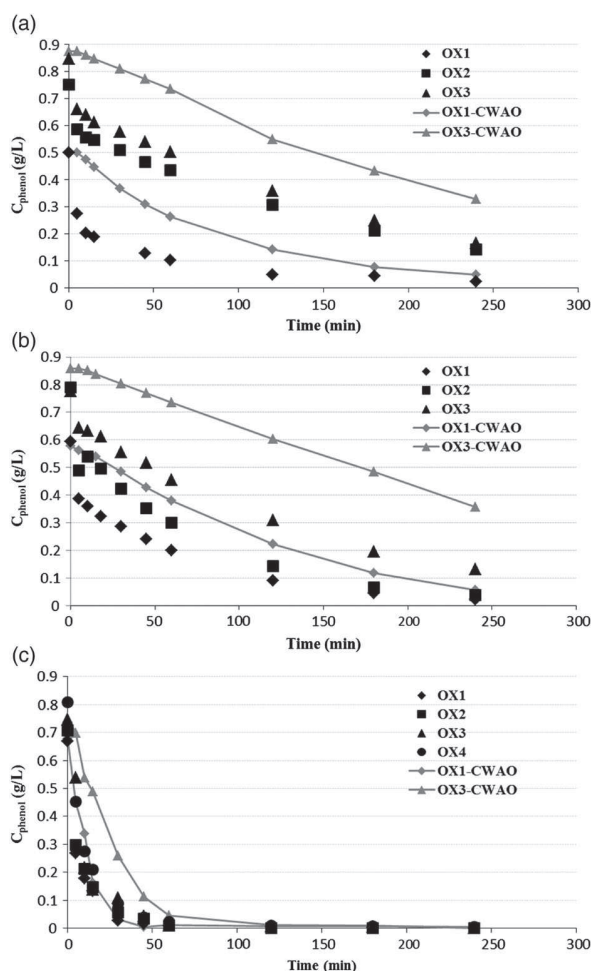 (a)
0.9
0.8
0.7
0.6
0.5
0.4
0.3
0.2
0.1
0
C_phenol (g/L)
OX1
OX2
OX3
OX1-CWAO
OX3-CWAO
0 50 100 150 200 250 300
Time (min)
(b)
0.9
0.8
0.7
0.6
0.5
0.4
0.3
0.2
0.1
0
C_phenol (g/L)
OX1
OX2
OX3
OX1-CWAO
OX3-CWAO
0 50 100 150 200 250 300
Time (min)
(c)
0.9
0.8
0.7
0.6
0.5
0.4
0.3
0.2
0.1
0
C_phenol (g/L)
OX1
OX2
OX3
OX4
OX1-CWAO
OX3-CWAO
0 50 100 150 200 250 300
Time (min)